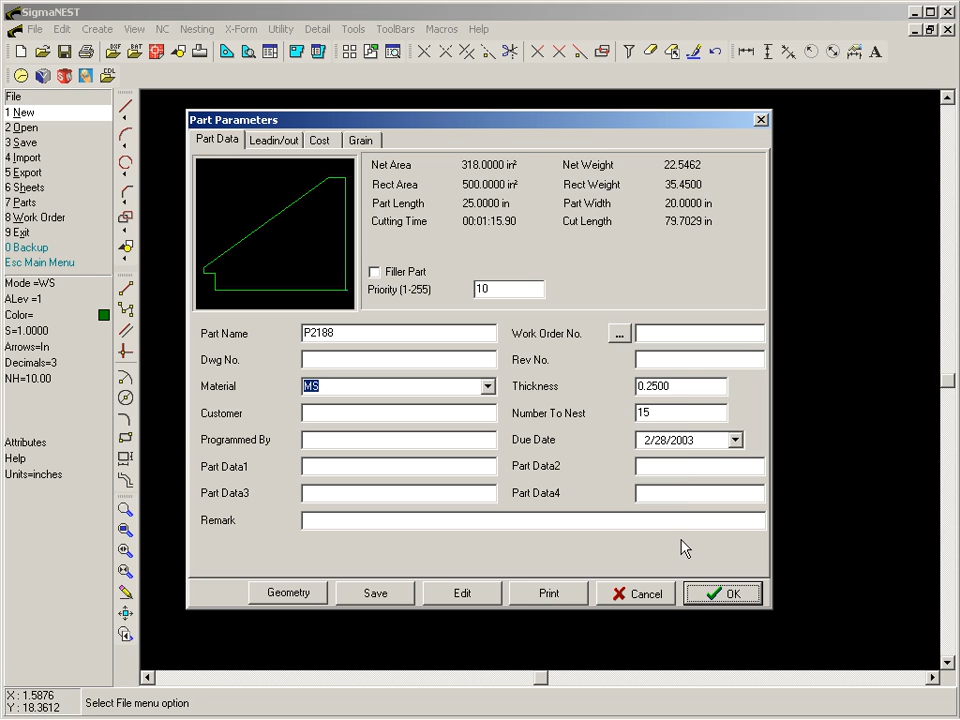 SigmaNEST
File Edit Create View NC Nesting X-Form Utility Detail Tools ToolBars Macros Help
DXF BAT
CDL
File
1 New
2 Open
3 Save
4 Import
5 Export
6 Sheets
7 Parts
8 Work Order
9 Exit
0 Backup
Esc Main Menu
Mode =WS
ALev =1
Color=
S=1.0000
Arrows=In
Decimals=3
NH=10.00
Attributes
Help
Units=inches
Part Parameters
Part Data Leadin/out Cost Grain
Net Area 318.0000 in² Net Weight 22.5462
Rect Area 500.0000 in² Rect Weight 35.4500
Part Length 25.0000 in Part Width 20.0000 in
Cutting Time 00:01:15.90 Cut Length 79.7029 in
Filler Part
Priority (1-255) 10
Part Name P2188 Work Order No. ...
Dwg No. Rev No.
Material MS Thickness 0.2500
Customer Number To Nest 15
Programmed By Due Date 2/28/2003
Part Data1 Part Data2
Part Data3 Part Data4
Remark
Geometry Save Edit Print Cancel OK
X : 1.5876
Y : 18.3612
Select File menu option